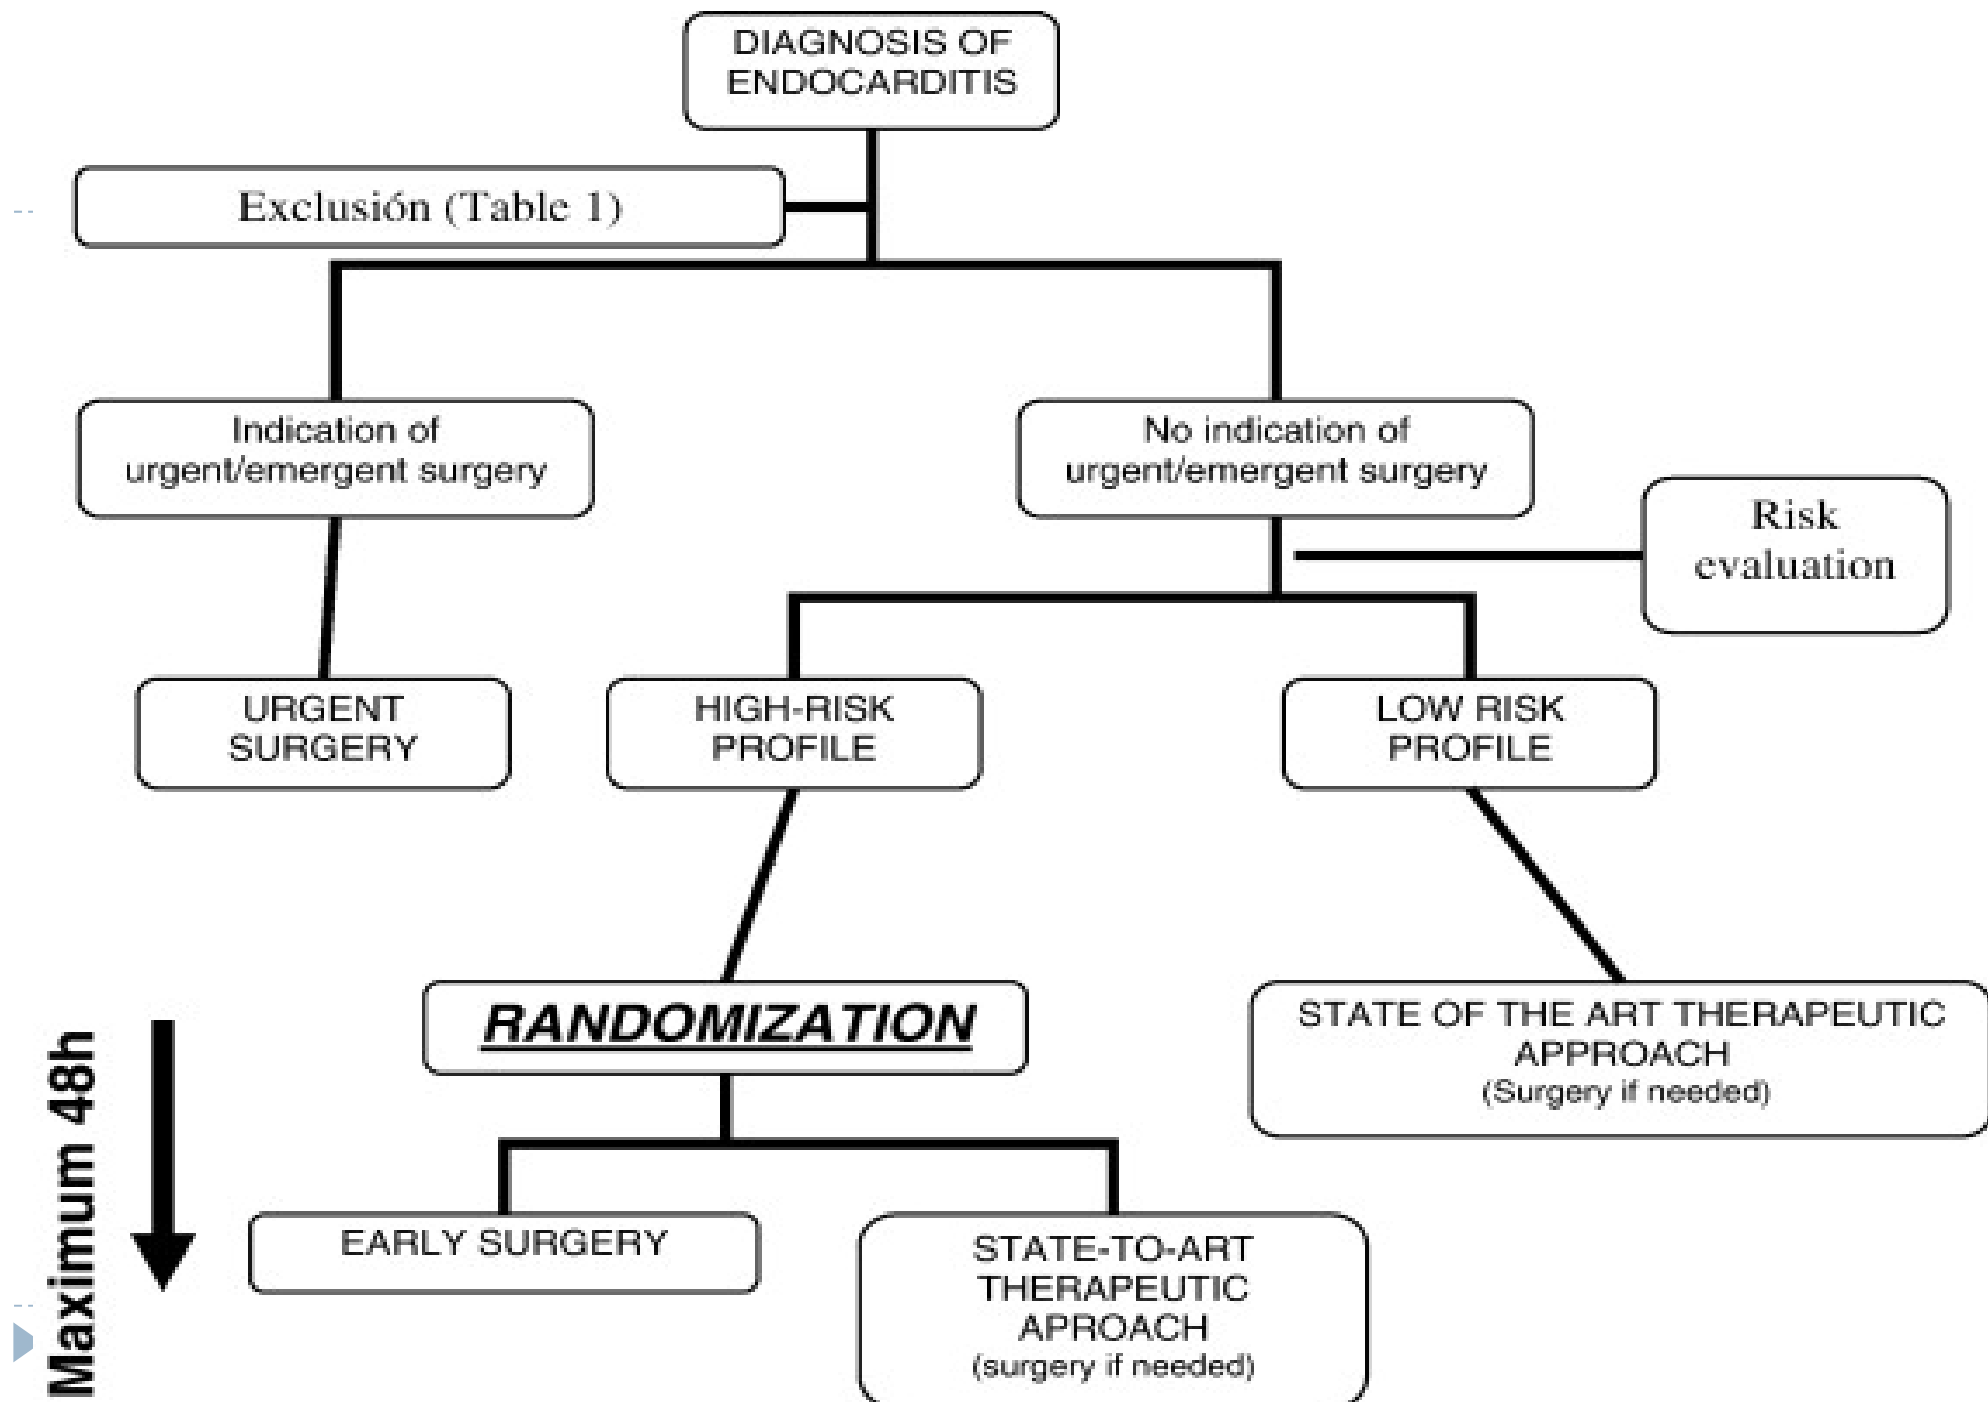 DIAGNOSIS OF
ENDOCARDITIS
Exclusión (Table 1)
Indication of
urgent/emergent surgery
No indication of
urgent/emergent surgery
Risk
evaluation
URGENT
SURGERY
HIGH-RISK
PROFILE
LOW RISK
PROFILE
RANDOMIZATION
STATE OF THE ART THERAPEUTIC
APPROACH
(Surgery if needed)
Maximum 48h
EARLY SURGERY
STATE-TO-ART
THERAPEUTIC
APROACH
(surgery if needed)